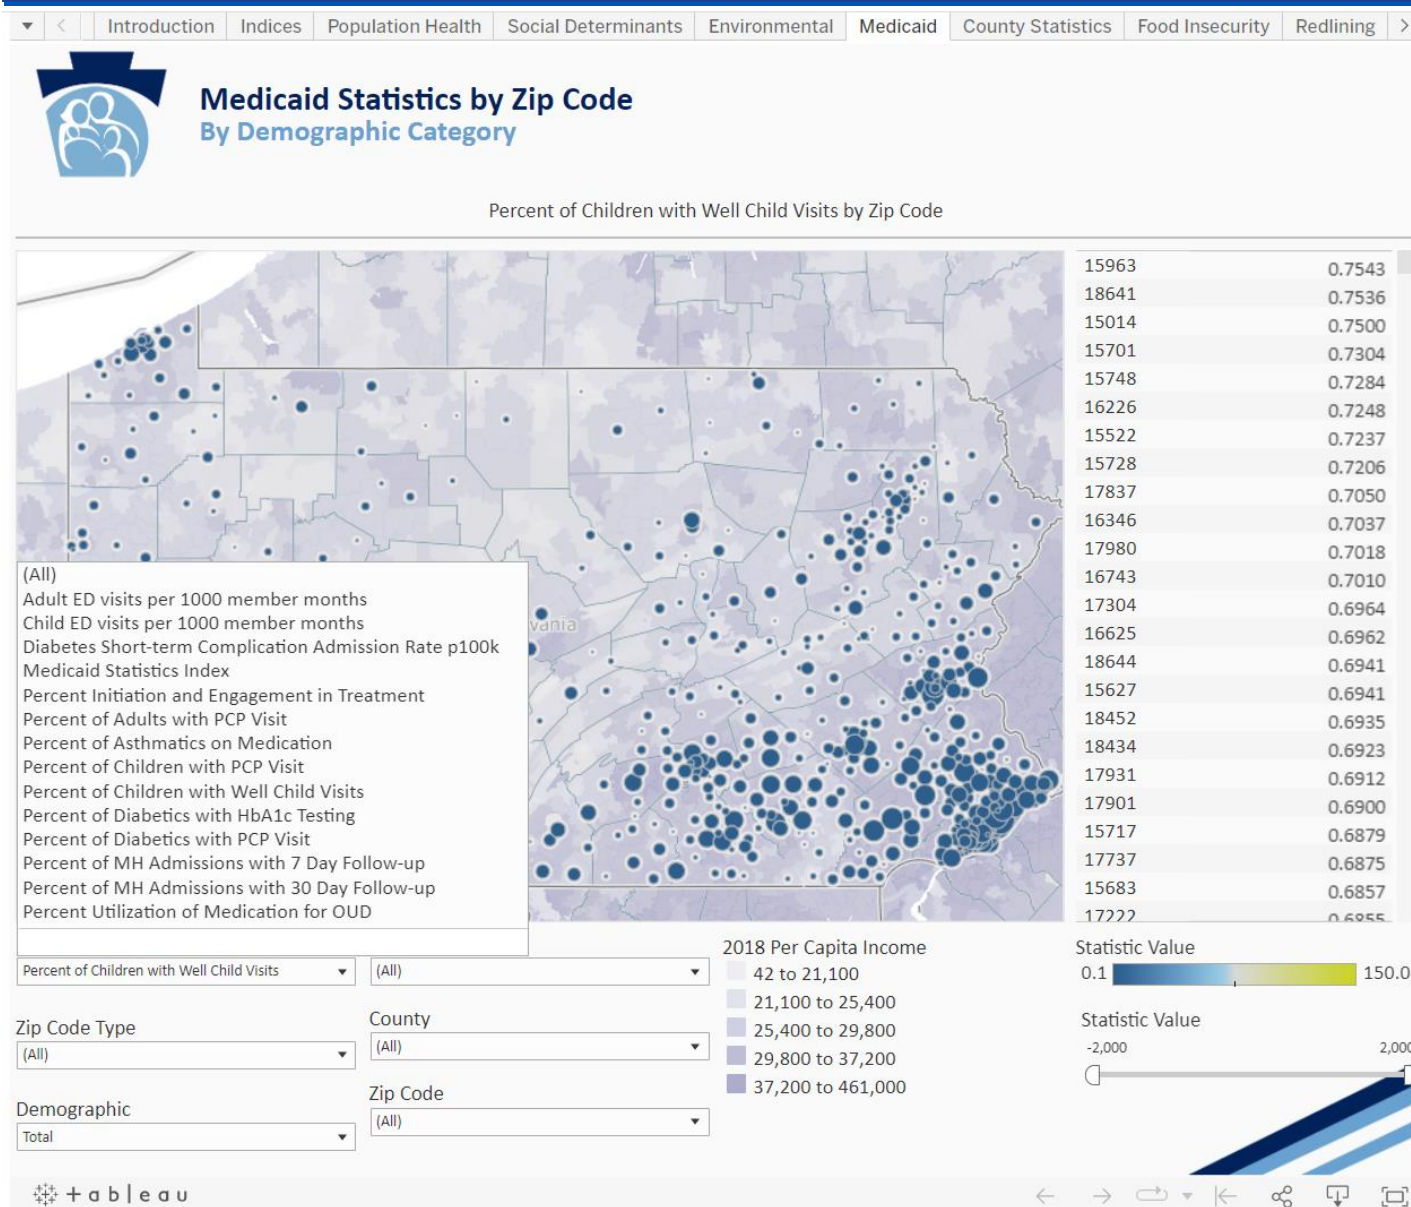 Introduction Indices Population Health Social Determinants Environmental Medicaid County Statistics Food Insecurity Redlining
Medicaid Statistics by Zip Code
By Demographic Category
Percent of Children with Well Child Visits by Zip Code
15963 0.7543
18641 0.7536
15014 0.7500
15701 0.7304
15748 0.7284
16226 0.7248
15522 0.7237
15728 0.7206
17837 0.7050
16346 0.7037
17980 0.7018
16743 0.7010
17304 0.6964
16625 0.6962
18644 0.6941
15627 0.6941
18452 0.6935
18434 0.6923
17931 0.6912
17901 0.6900
15717 0.6879
17737 0.6875
15683 0.6857
17222 0.6855
vania
(All)
Adult ED visits per 1000 member months
Child ED visits per 1000 member months
Diabetes Short-term Complication Admission Rate p100k
Medicaid Statistics Index
Percent Initiation and Engagement in Treatment
Percent of Adults with PCP Visit
Percent of Asthmatics on Medication
Percent of Children with PCP Visit
Percent of Children with Well Child Visits
Percent of Diabetics with HbA1c Testing
Percent of Diabetics with PCP Visit
Percent of MH Admissions with 7 Day Follow-up
Percent of MH Admissions with 30 Day Follow-up
Percent Utilization of Medication for OUD
Percent of Children with Well Child Visits
(All)
Zip Code Type
(All)
County
(All)
Demographic
Total
Zip Code
(All)
2018 Per Capita Income
42 to 21,100
21,100 to 25,400
25,400 to 29,800
29,800 to 37,200
37,200 to 461,000
Statistic Value
0.1 150.0
Statistic Value
-2,000 2,000
+ a b | e a u